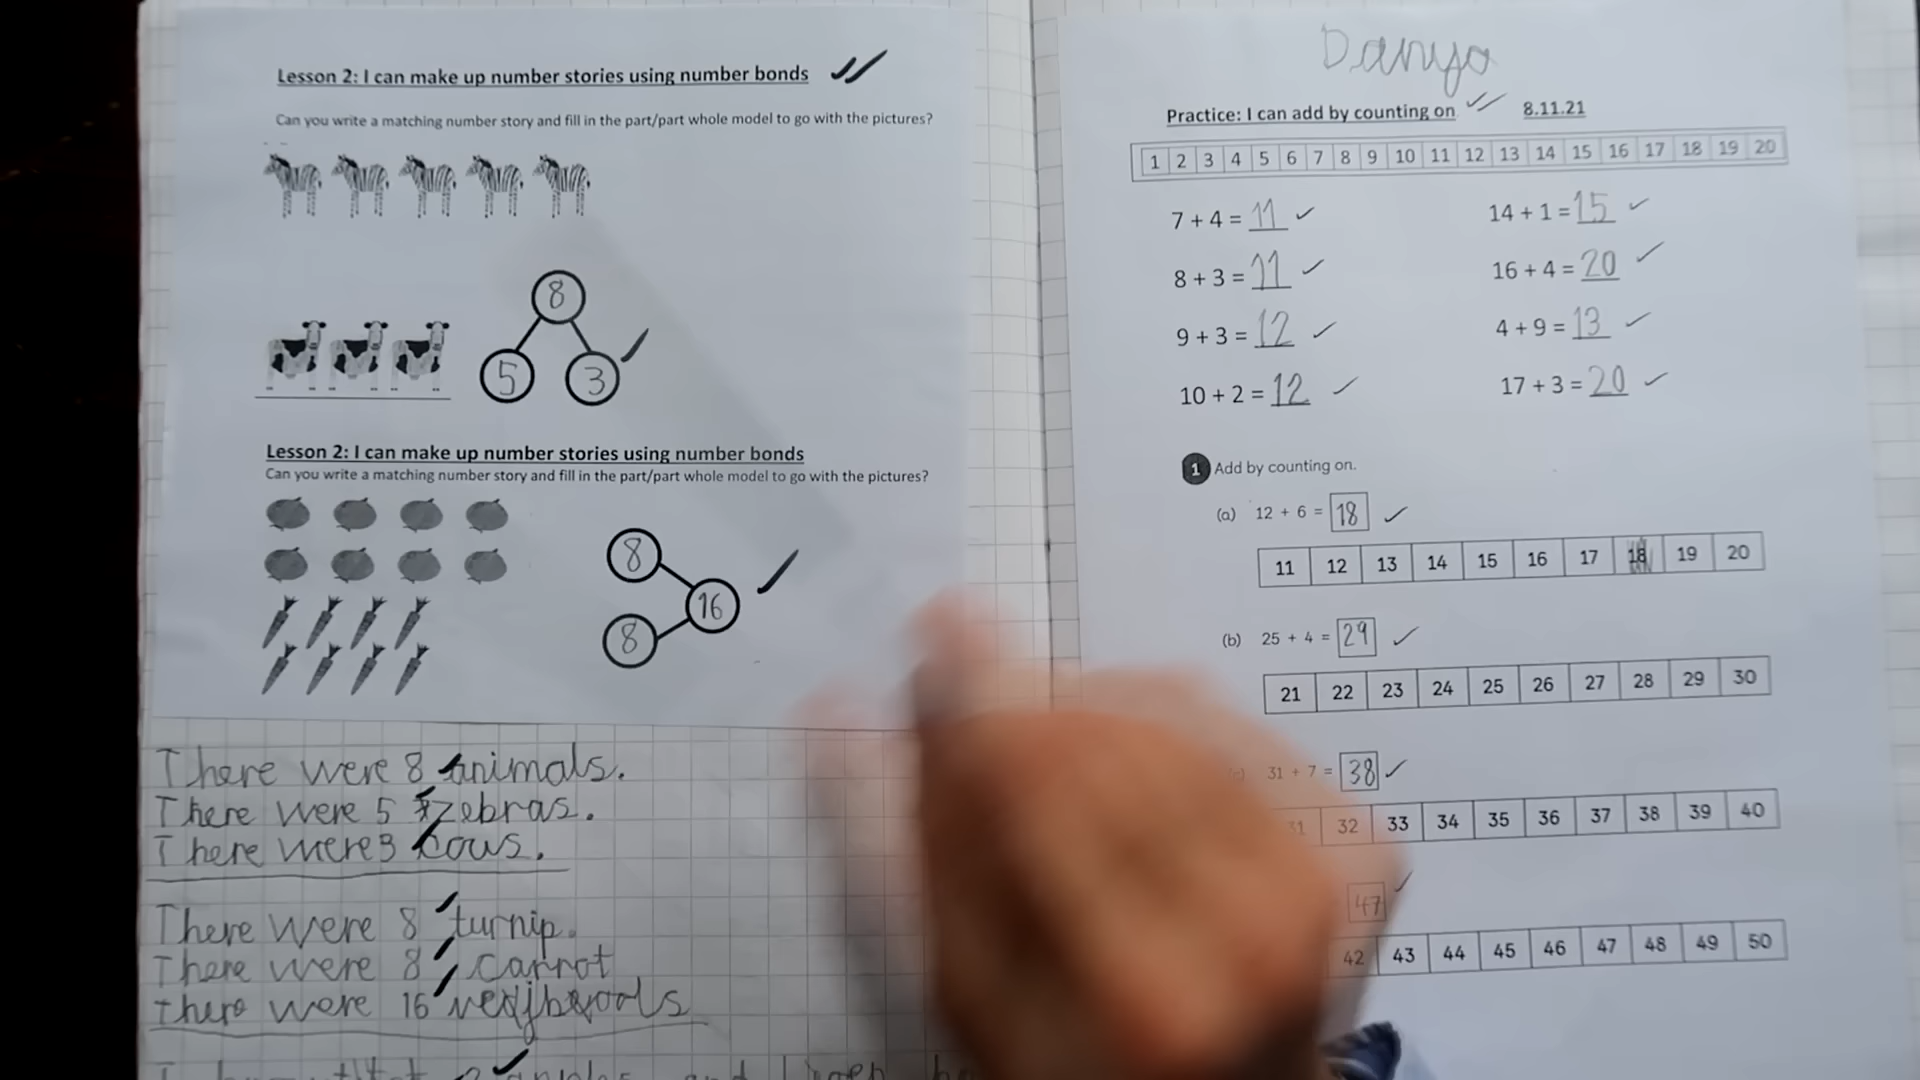 Lesson 2: I can make up number stories using number bonds
Can you write a matching number story and fill in the part/part whole model to go with the pictures?
8
5 3
Lesson 2: I can make up number stories using number bonds
Can you write a matching number story and fill in the part/part whole model to go with the pictures?
8
16
8
There were 8 animals.
There were 5 zebras.
There were 3 cows.
There were 8 turnip.
There were 8 carrot
There were 16
Danyo
Practice: I can add by counting on 8.11.21
1 2 3 4 5 6 7 8 9 10 11 12 13 14 15 16 17 18 19 20
7 + 4 = 11
14 + 1 = 15
8 + 3 = 11
16 + 4 = 20
9 + 3 = 12
4 + 9 = 13
10 + 2 = 12
17 + 3 = 20
1 Add by counting on.
(a) 12 + 6 = 18
11 12 13 14 15 16 17 18 19 20
(b) 25 + 4 = 29
21 22 23 24 25 26 27 28 29 30
(c) 31 + 7 = 38
31 32 33 34 35 36 37 38 39 40
47
42 43 44 45 46 47 48 49 50